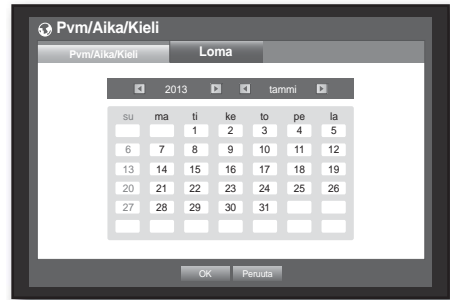 Pvm/Aika/Kieli
Pvm/Aika/Kieli Loma
2013 tammi
su ma ti ke to pe la
1 2 3 4 5
6 7 8 9 10 11 12
13 14 15 16 17 18 19
20 21 22 23 24 25 26
27 28 29 30 31
OK Peruuta